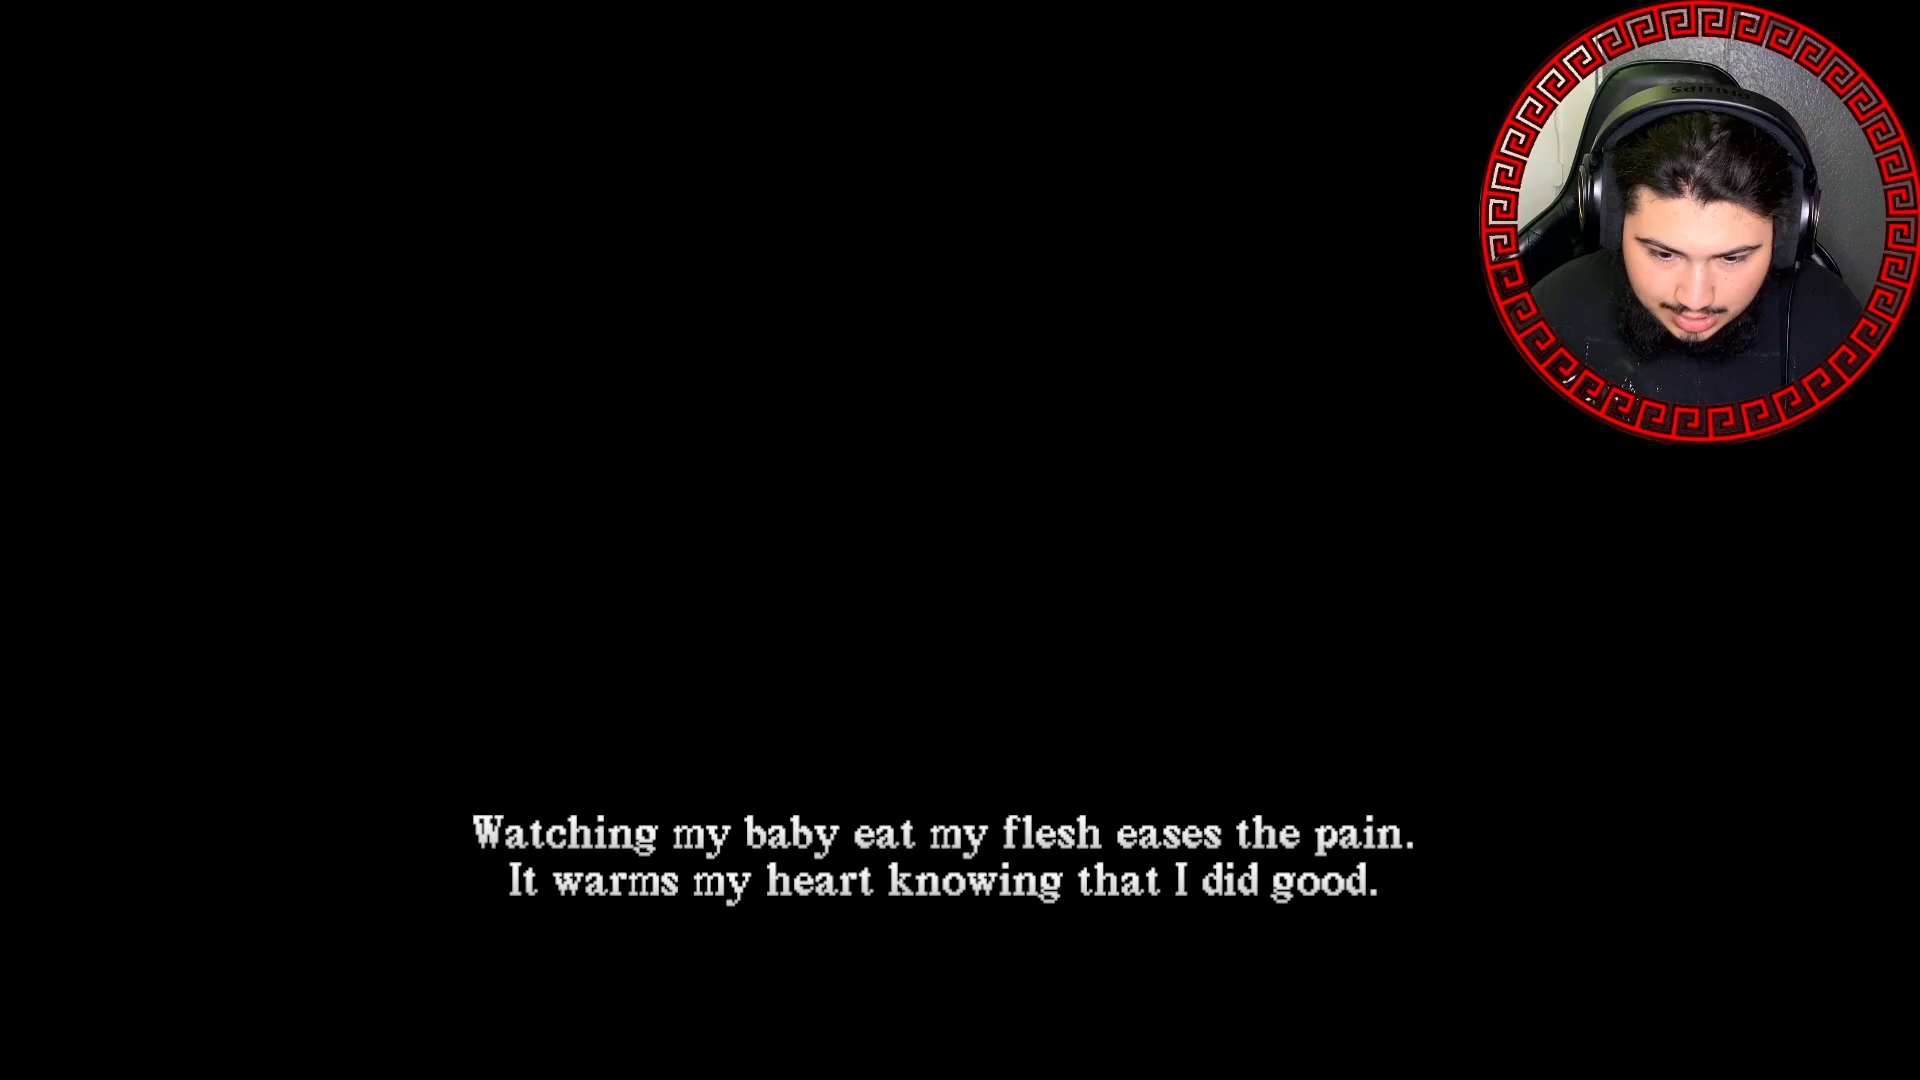 Watching my baby eat my flesh eases the pain.
It warms my heart knowing that I did good.